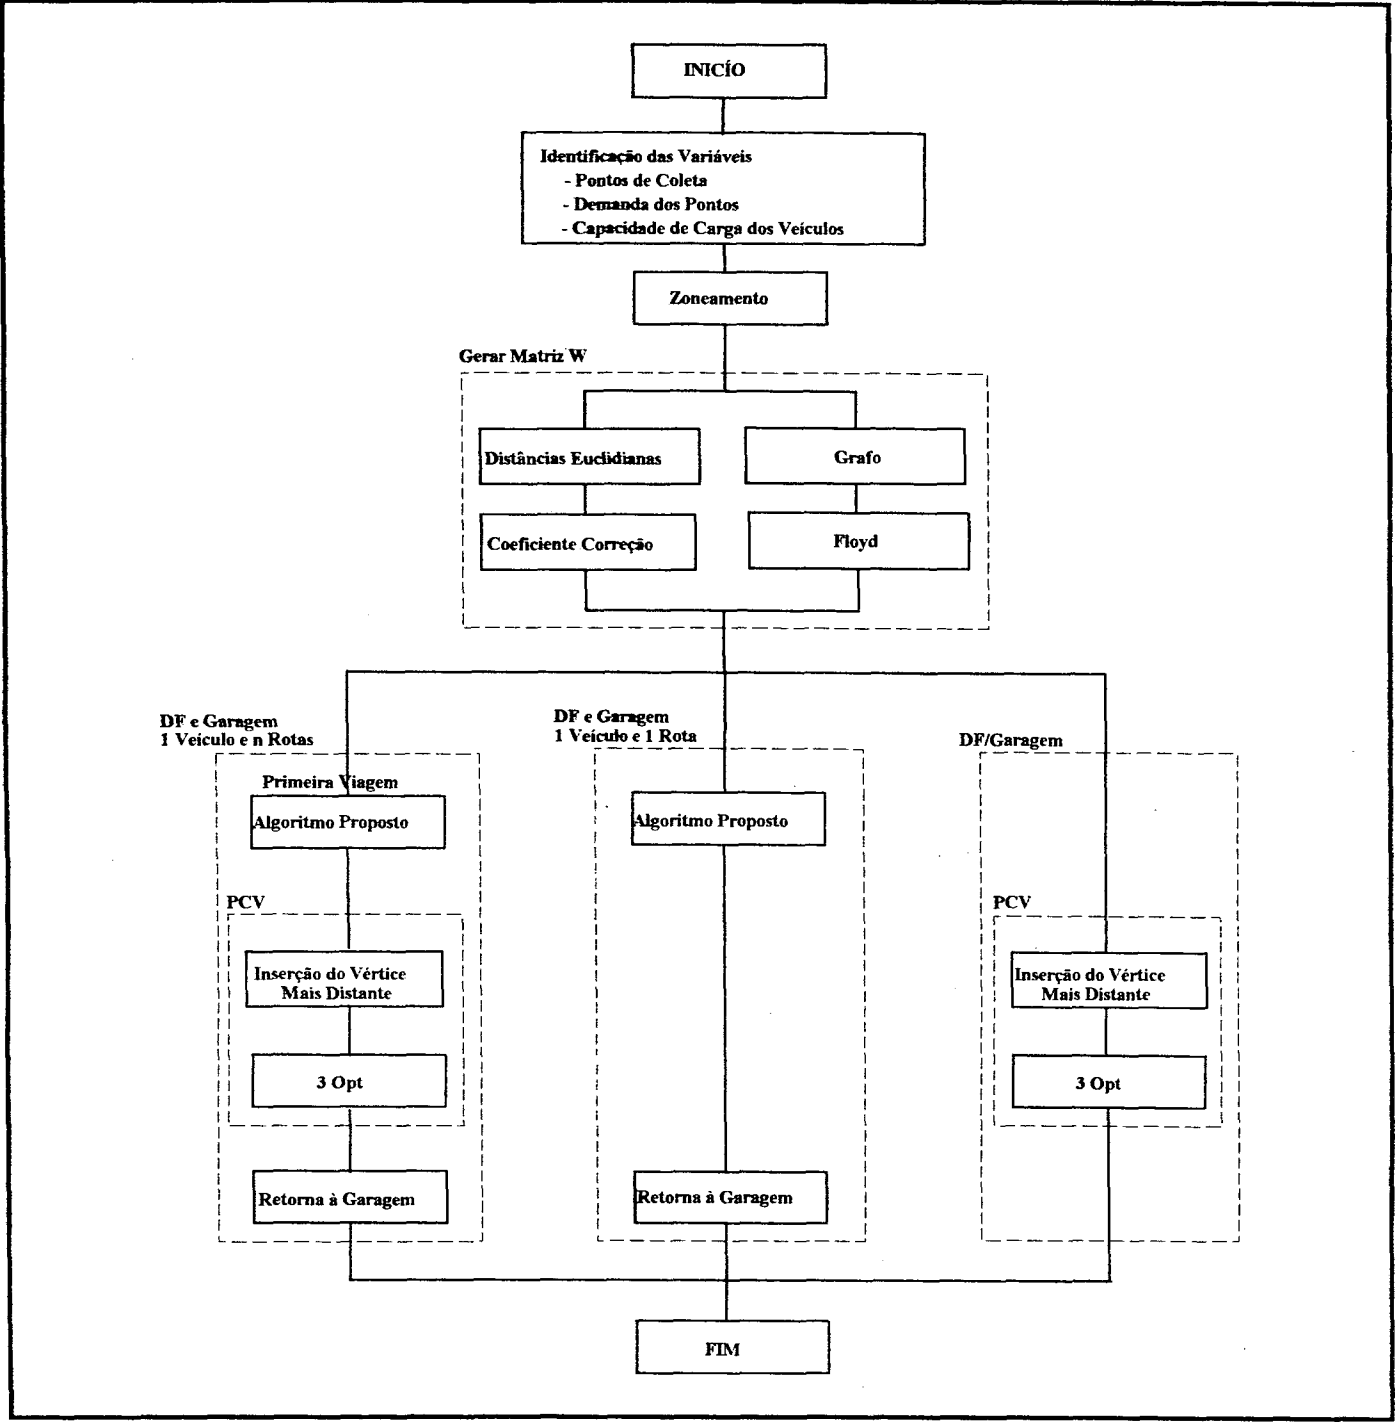 INICÍO
Identificação das Variáveis
- Pontos de Coleta
- Demanda dos Pontos
- Capacidade de Carga dos Veículos
Zoneamento
Gerar Matriz W
Distâncias Euclidianas
Grafo
Coeficiente Correção
Floyd
DF e Garagem
1 Veículo e n Rotas
Primeira Viagem
Algoritmo Proposto
PCV
Inserção do Vértice
Mais Distante
3 Opt
Retorna à Garagem
DF e Garagem
1 Veículo e 1 Rota
Algoritmo Proposto
Retorna à Garagem
DF/Garagem
PCV
Inserção do Vértice
Mais Distante
3 Opt
FIM